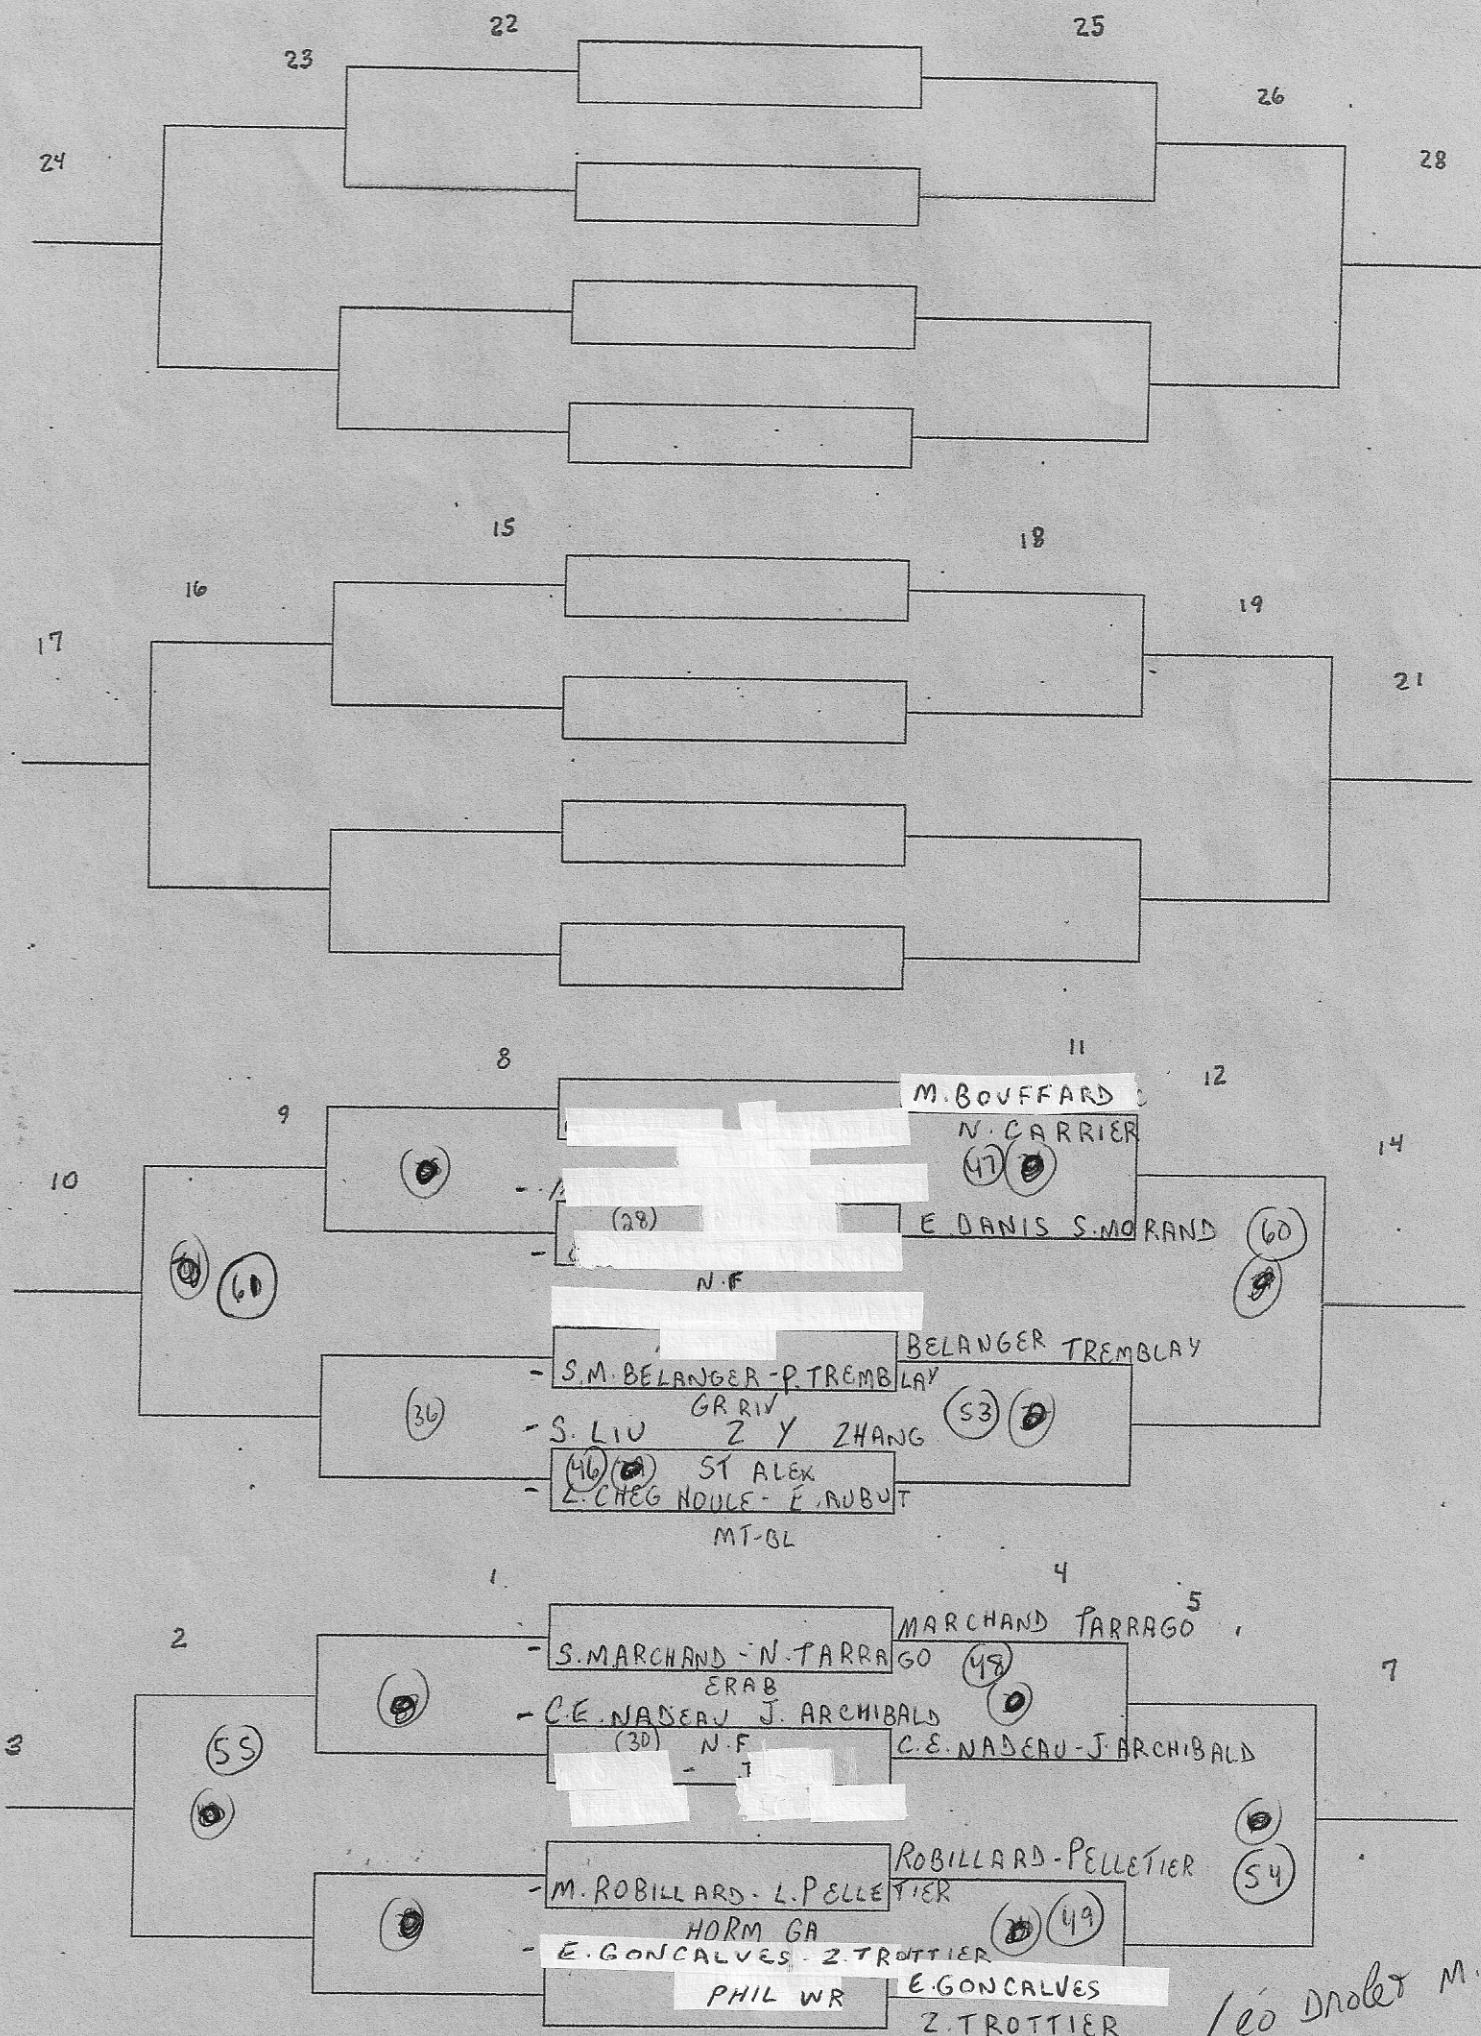 22
25
23
26
24
28
15
18
16
19
17
21
8
11
M. BOUFFARD
12
9
N. CARRIER
14
47
10
(28)
E. DANIS S. MORAND
60
60
N.F
BELANGER TREMBLAY
S.M. BELANGER - P. TREMBLAY
GR RIV
36
53
- S. LIU Z Y ZHANG
46 ST ALEX
MT-BL
1
4
5
MARCHAND TARRAGO
2
- S. MARCHAND - N. TARRAGO
48
7
ERAB
- C.E. NADEAU J. ARCHIBALD
3
55
(30) N.F
C.E. NADEAU - J. ARCHIBALD
ROBILLARD - PELLETIER
54
- M. ROBILLARD - L. PELLETIER
HORM GA
49
- E. GONCALVES - Z. TROTTIER
PHIL WR
E. GONCALVES
Z. TROTTIER